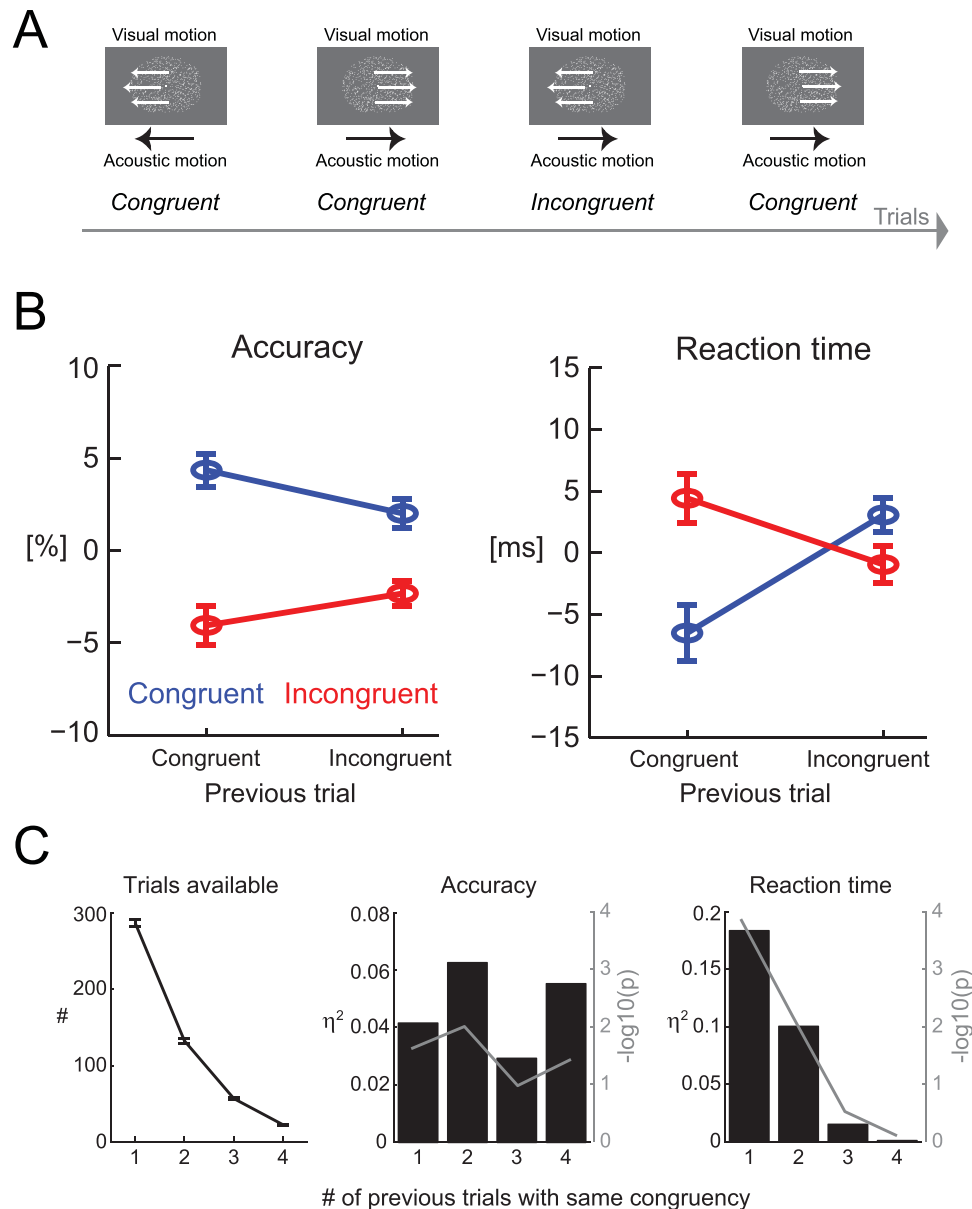 A
Visual motion Visual motion Visual motion Visual motion
Acoustic motion Acoustic motion Acoustic motion Acoustic motion
Congruent Congruent Incongruent Congruent
Trials
B
Accuracy
10
5
[%] 0
−5
−10
Congruent Incongruent
Congruent Incongruent
Previous trial
Reaction time
15
10
5
[ms] 0
−5
−10
−15
Congruent Incongruent
Previous trial
C
Trials available
300
200
#
100
0
1 2 3 4
Accuracy
0.08
0.06
η² 0.04
0.02
0
4
3
2
1
0
-log10(p)
1 2 3 4
Reaction time
0.2
0.15
η² 0.1
0.05
0
4
3
2
1
0
-log10(p)
1 2 3 4
# of previous trials with same congruency